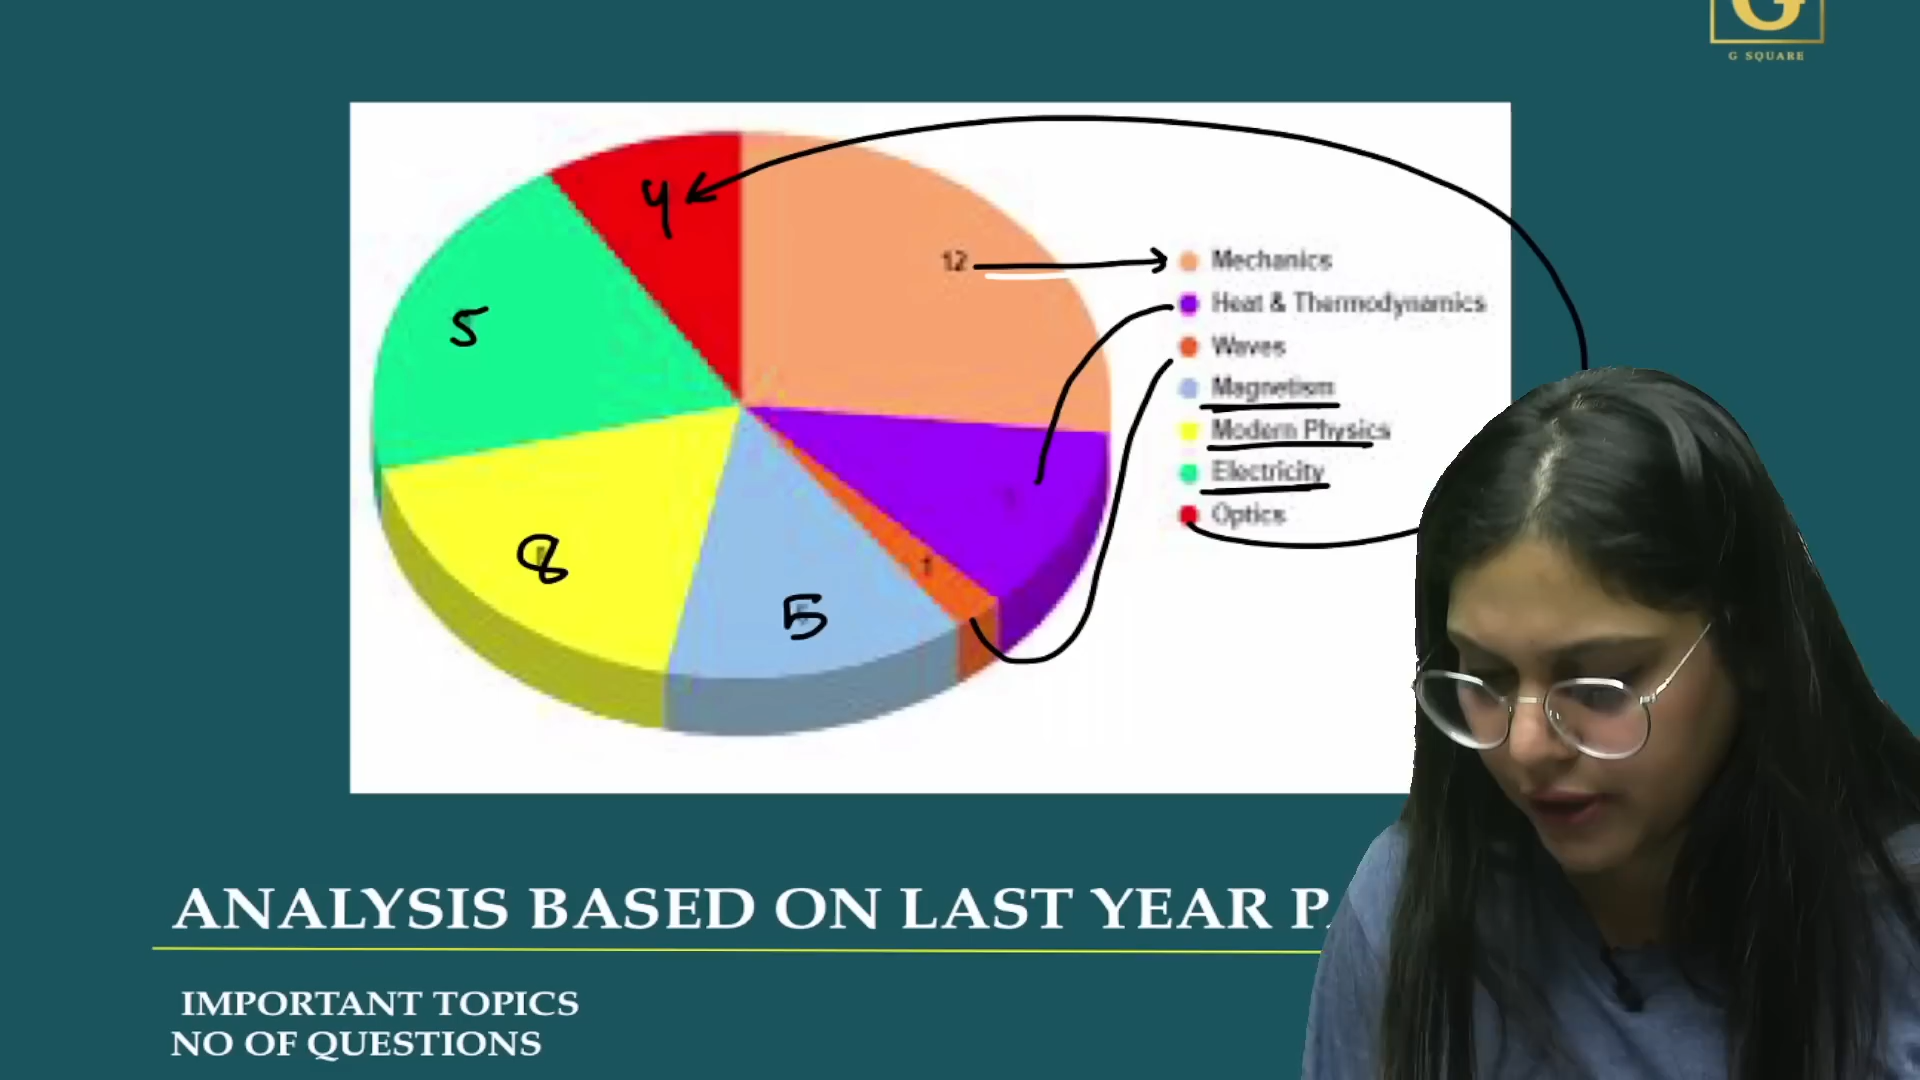 G
G SQUARE
4
12
Mechanics
Heat & Thermodynamics
Waves
Magnetism
Modern Physics
Electricity
Optics
5
8
5
1
ANALYSIS BASED ON LAST YEAR
IMPORTANT TOPICS
NO OF QUESTIONS